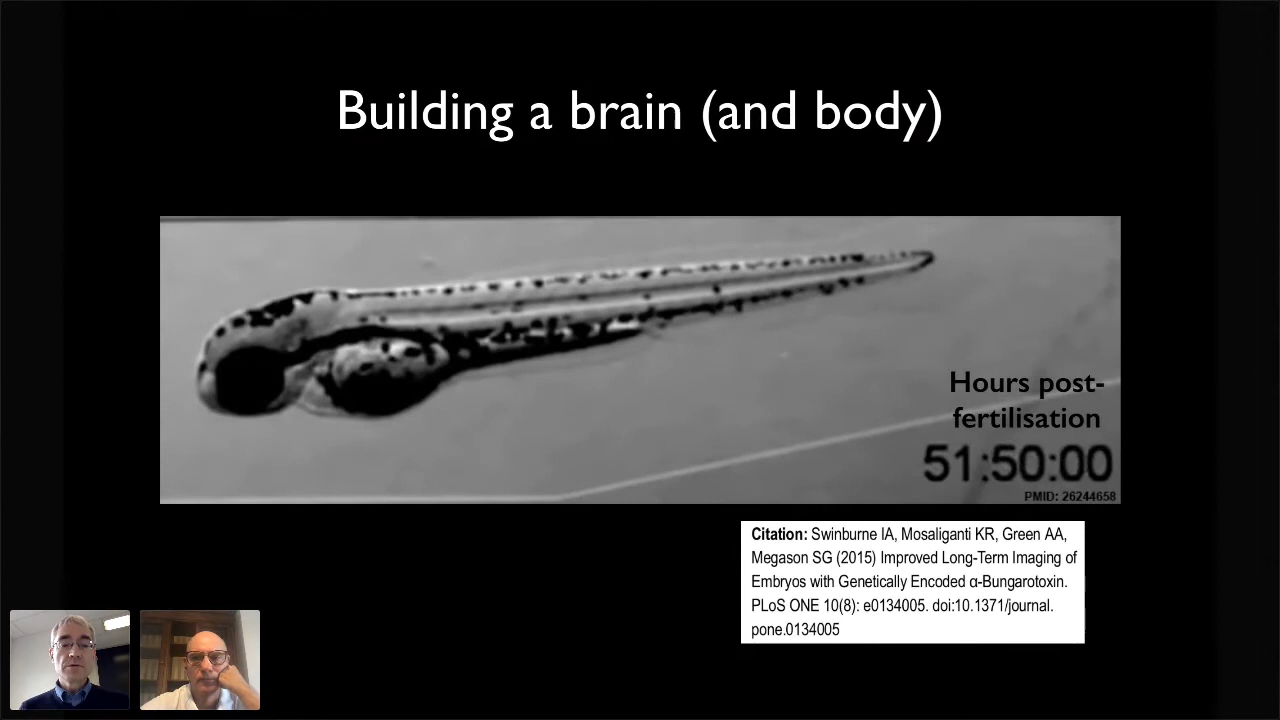 Building a brain (and body)
Hours post-
fertilisation
51:50:00
PMID: 26244658
Citation: Swinburne IA, Mosaliganti KR, Green AA,
Megason SG (2015) Improved Long-Term Imaging of
Embryos with Genetically Encoded α-Bungarotoxin.
PLoS ONE 10(8): e0134005. doi:10.1371/journal.
pone.0134005